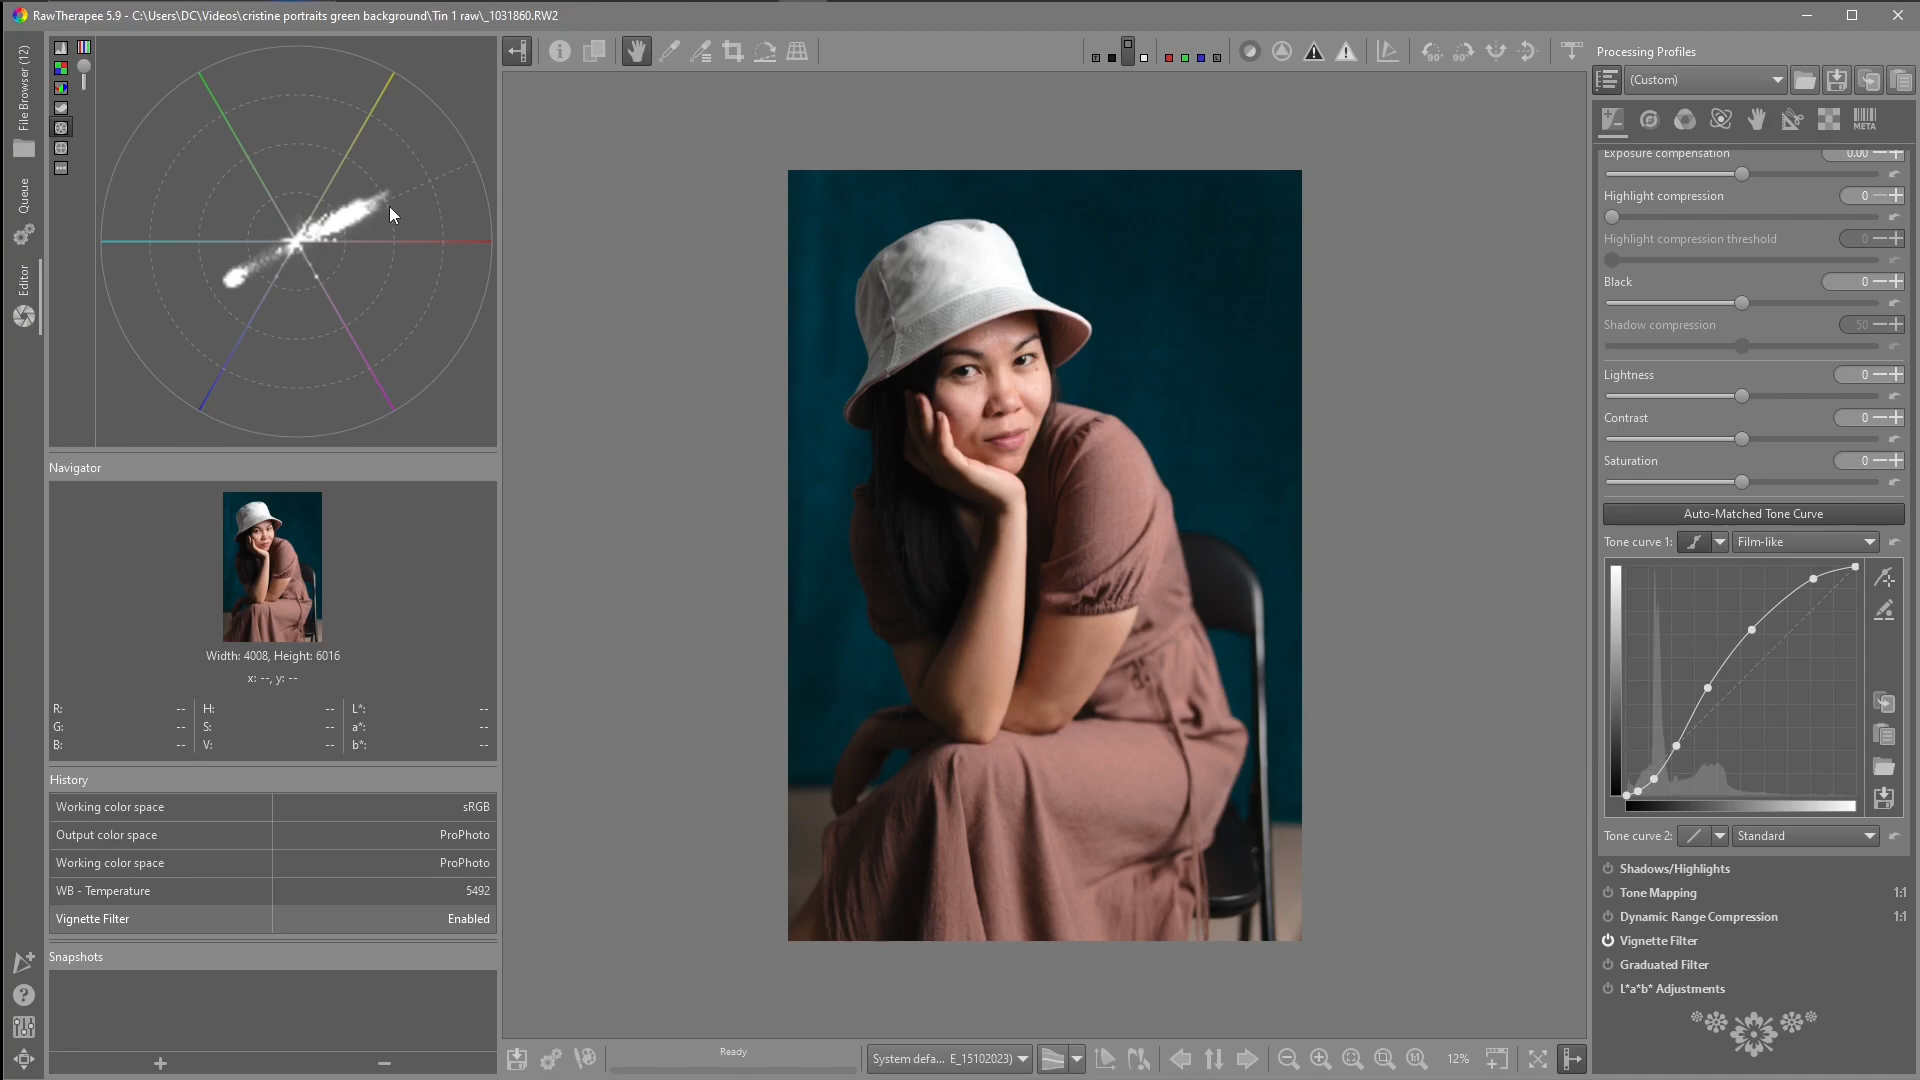 RawTherapee 5.9 - C:\Users\DC\Videos\cristine portraits green background\Tin 1 raw\_1031860.RW2
File Browser (12)
Queue
Editor
Navigator
Width: 4008, Height: 6016
x: --, y: --
R: -- H: -- L*: --
G: -- S: -- a*: --
B: -- V: -- b*: --
History
Working color space sRGB
Output color space ProPhoto
Working color space ProPhoto
WB - Temperature 5492
Vignette Filter Enabled
Snapshots
90° 90°
Ready
System defa... E_15102023)
1:1
12%
Processing Profiles
(Custom)
META
Exposure compensation 0.00
Highlight compression 0
Highlight compression threshold 0
Black 0
Shadow compression 50
Lightness 0
Contrast 0
Saturation 0
Auto-Matched Tone Curve
Tone curve 1: Film-like
Tone curve 2: Standard
Shadows/Highlights
Tone Mapping 1:1
Dynamic Range Compression 1:1
Vignette Filter
Graduated Filter
L*a*b* Adjustments